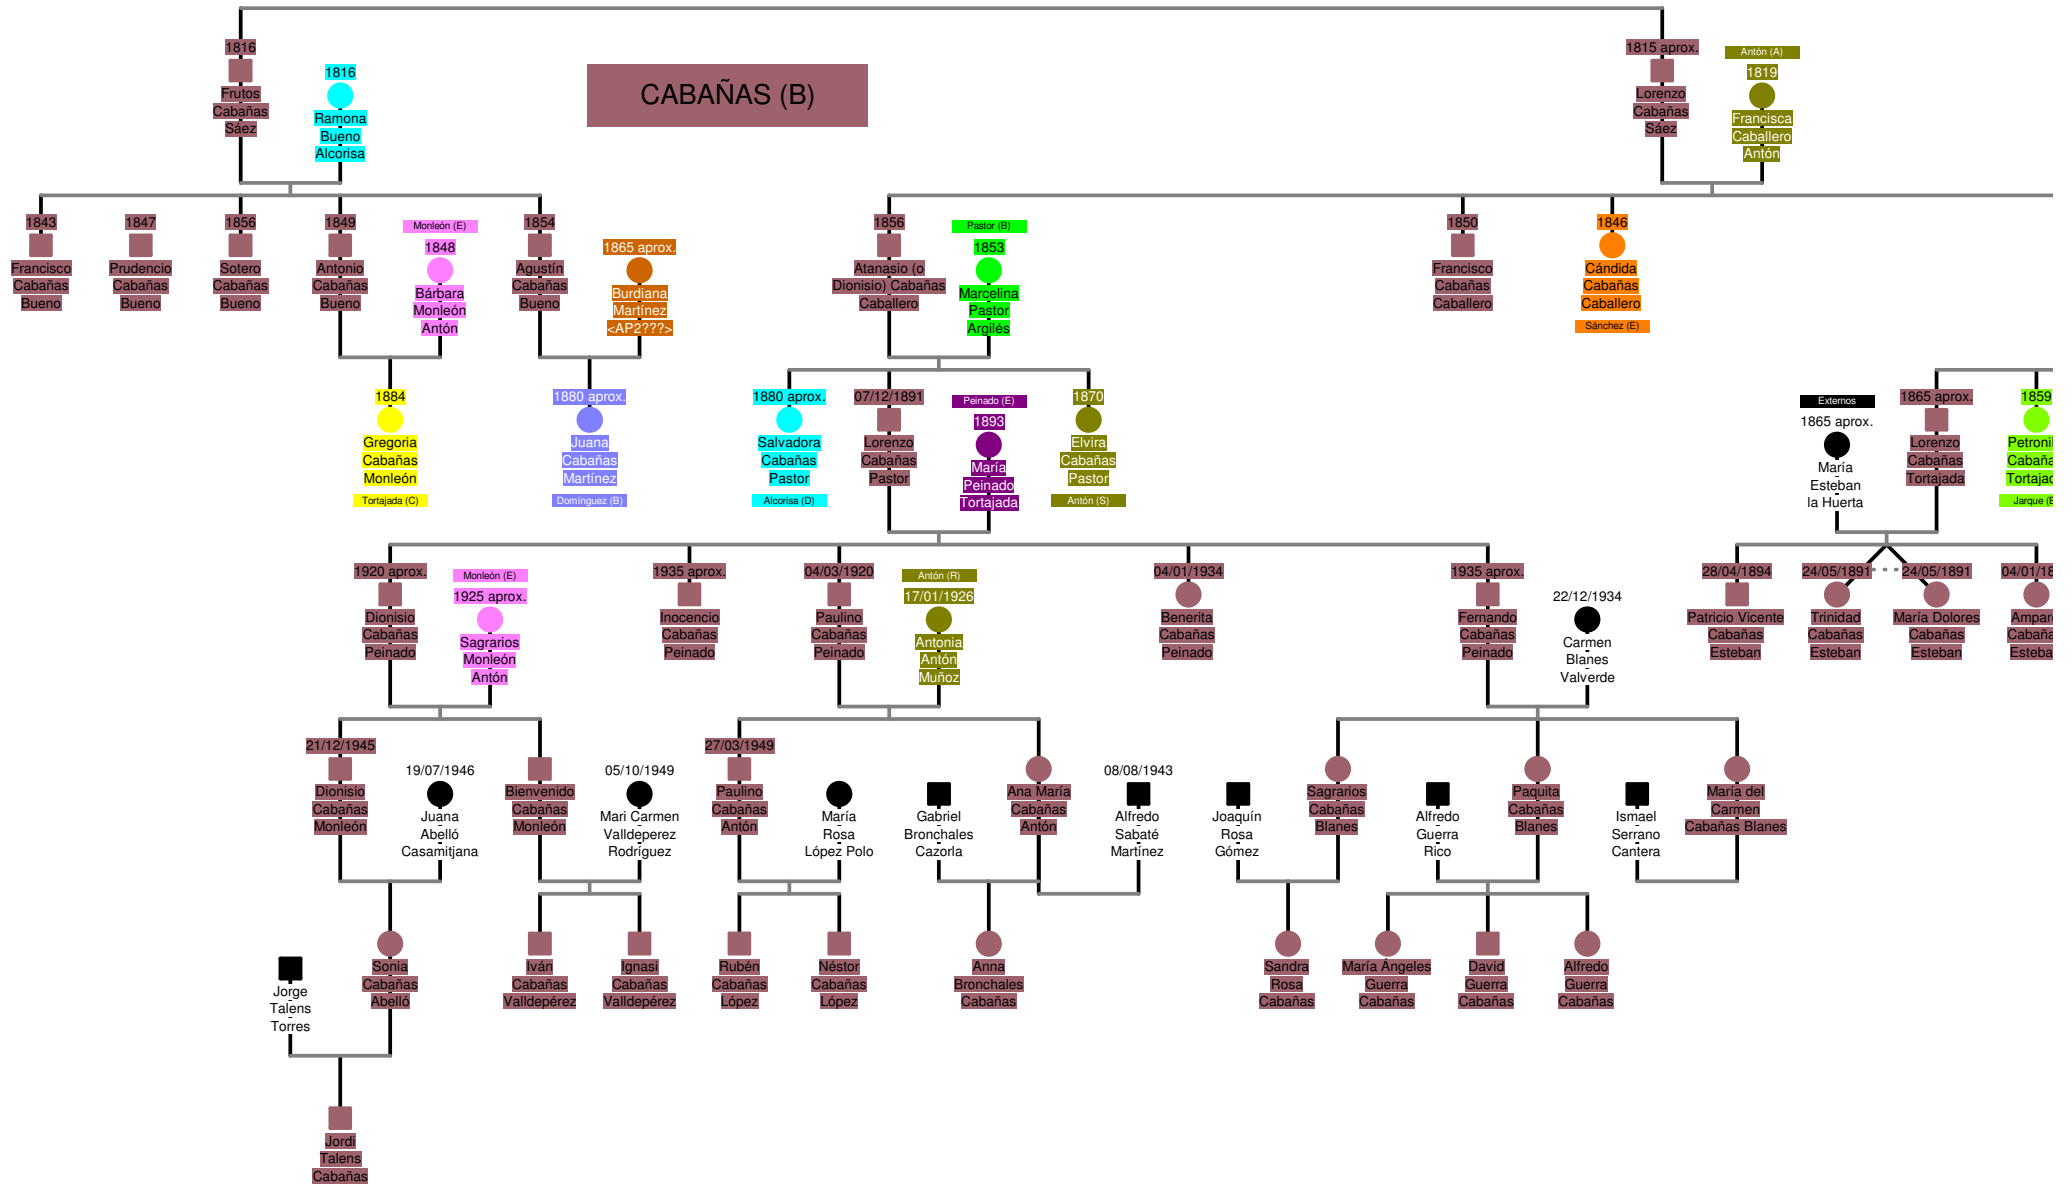 CABAÑAS (B)
1816
Frutos
Cabañas
Sáez
1816
Ramona
Bueno
Alcorisa
1815 aprox.
Lorenzo
Cabañas
Sáez
Antón (A)
1819
Francisca
Caballero
Antón
1843
Francisco
Cabañas
Bueno
1847
Prudencio
Cabañas
Bueno
1856
Sotero
Cabañas
Bueno
1849
Antonio
Cabañas
Bueno
Monleón (E)
1848
Bárbara
Monleón
Antón
1854
Agustín
Cabañas
Bueno
1865 aprox.
Burdiana
Martínez
<AP2???>
1856
Atanasio (o
Dionisio) Cabañas
Caballero
Pastor (B)
1853
Marcelina
Pastor
Argilés
1850
Francisco
Cabañas
Caballero
1846
Cándida
Cabañas
Caballero
Sánchez (E)
1884
Gregoria
Cabañas
Monleón
Tortajada (C)
1880 aprox.
Juana
Cabañas
Martínez
Domínguez (B)
1880 aprox.
Salvadora
Cabañas
Pastor
Alcorisa (D)
07/12/1891
Lorenzo
Cabañas
Pastor
Peinado (E)
1893
María
Peinado
Tortajada
1870
Elvira
Cabañas
Pastor
Antón (S)
Externos
1865 aprox.
María
Esteban
la Huerta
1865 aprox.
Lorenzo
Cabañas
Tortajada
1859
Petronil
Cabaña
Tortajad
Jarque (E
1920 aprox.
Dionisio
Cabañas
Peinado
Monleón (E)
1925 aprox.
Sagrarios
Monleón
Antón
1935 aprox.
Inocencio
Cabañas
Peinado
04/03/1920
Paulino
Cabañas
Peinado
Antón (R)
17/01/1926
Antonia
Antón
Muñoz
04/01/1934
Benerita
Cabañas
Peinado
1935 aprox.
Fernando
Cabañas
Peinado
22/12/1934
Carmen
Blanes
Valverde
28/04/1894
Patricio Vicente
Cabañas
Esteban
24/05/1891
Trinidad
Cabañas
Esteban
24/05/1891
María Dolores
Cabañas
Esteban
04/01/18
Ampar
Cabaña
Esteba
21/12/1945
Dionisio
Cabañas
Monleón
19/07/1946
Juana
Abelló
Casamitjana
Bienvenido
Cabañas
Monleón
05/10/1949
Mari Carmen
Valldeperez
Rodríguez
27/03/1949
Paulino
Cabañas
Antón
María
Rosa
López Polo
Gabriel
Bronchales
Cazorla
Ana María
Cabañas
Antón
08/08/1943
Alfredo
Sabaté
Martínez
Joaquín
Rosa
Gómez
Sagrarios
Cabañas
Blanes
Alfredo
Guerra
Rico
Paquita
Cabañas
Blanes
Ismael
Serrano
Cantera
María del
Carmen
Cabañas Blanes
Jorge
Talens
Torres
Sonia
Cabañas
Abelló
Iván
Cabañas
Valldepérez
Ignasi
Cabañas
Valldepérez
Rubén
Cabañas
López
Néstor
Cabañas
López
Anna
Bronchales
Cabañas
Sandra
Rosa
Cabañas
María Ángeles
Guerra
Cabañas
David
Guerra
Cabañas
Alfredo
Guerra
Cabañas
Jordi
Talens
Cabañas